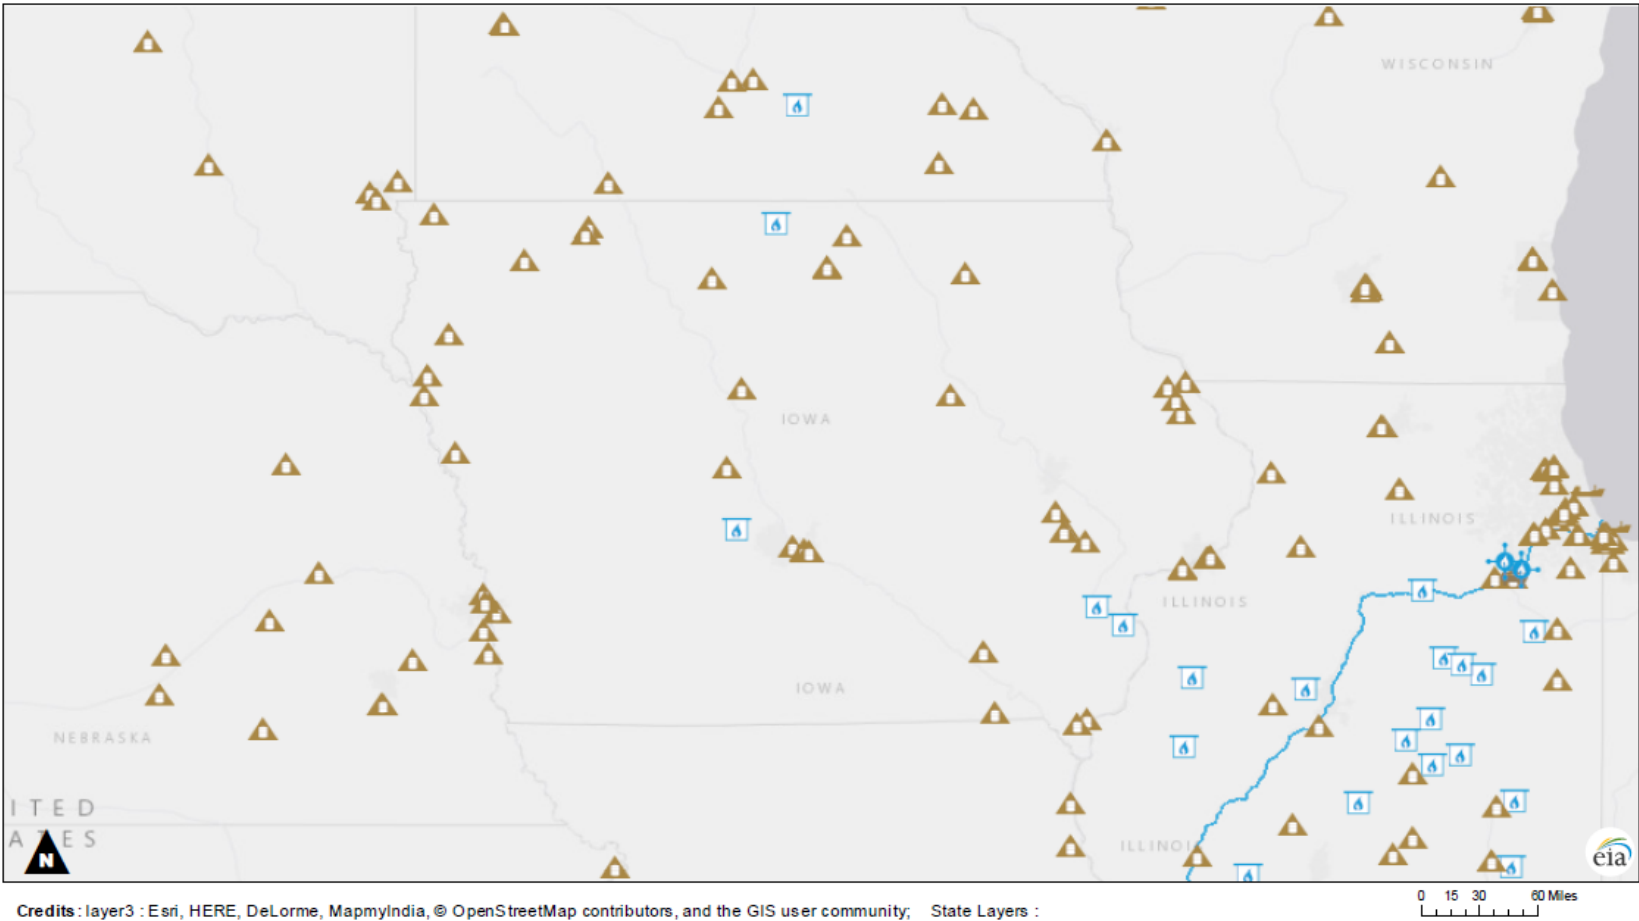 WISCONSIN
IOWA
ILLINOIS
ILLINOIS
IOWA
NEBRASKA
ITED
ATES
ILLINOI
N
eia
0 15 30 60 Miles
Credits: layer3 : Esri, HERE, DeLorme, MapmyIndia, © OpenStreetMap contributors, and the GIS user community; State Layers :